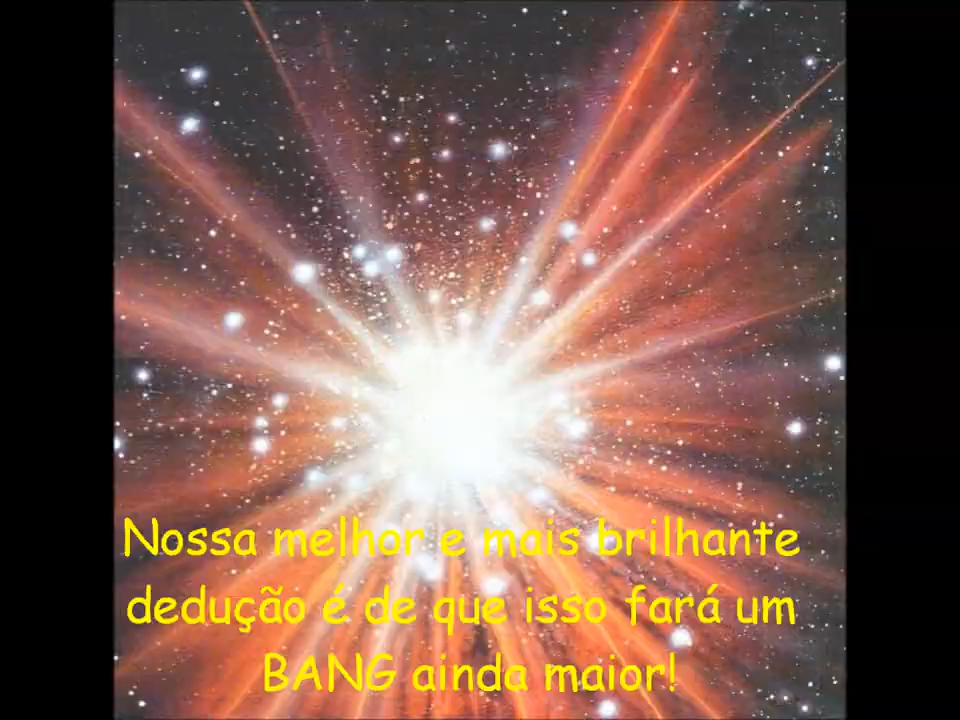 Nossa melhor e mais brilhante
dedução é de que isso fará um
BANG ainda maior!